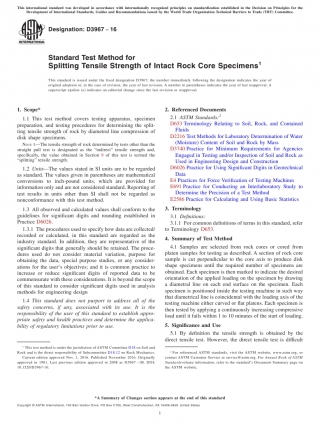 This international standard was developed in accordance with internationally recognized principles on standardization established in the Decision on Principles for the
Development of International Standards, Guides and Recommendations issued by the World Trade Organization Technical Barriers to Trade (TBT) Committee.
Designation: D3967 − 16
Standard Test Method for
Splitting Tensile Strength of Intact Rock Core Specimens1
This standard is issued under the fixed designation D3967; the number immediately following the designation indicates the year of
original adoption or, in the case of revision, the year of last revision. A number in parentheses indicates the year of last reapproval. A
superscript epsilon (ε) indicates an editorial change since the last revision or reapproval.
1. Scope*
1.1 This test method covers testing apparatus, specimen
preparation, and testing procedures for determining the split-
ting tensile strength of rock by diametral line compression of
disk shape specimens.
NOTE 1—The tensile strength of rock determined by tests other than the
straight pull test is designated as the "indirect" tensile strength and,
specifically, the value obtained in Section 9 of this test is termed the
"splitting" tensile strength.
1.2 Units—The values stated in SI units are to be regarded
as standard. The values given in parentheses are mathematical
conversions to inch-pound units, which are provided for
information only and are not considered standard. Reporting of
test results in units other than SI shall not be regarded as
nonconformance with this test method.
1.3 All observed and calculated values shall conform to the
guidelines for significant digits and rounding established in
Practice D6026.
1.3.1 The procedures used to specify how data are collected
recorded or calculated, in this standard are regarded as the
industry standard. In addition, they are representative of the
significant digits that generally should be retained. The proce-
dures used do not consider material variation, purpose for
obtaining the data, special purpose studies, or any consider-
ations for the user's objectives; and it is common practice to
increase or reduce significant digits of reported data to be
commensurate with these considerations. It is beyond the scope
of this standard to consider significant digits used in analysis
methods for engineering design
1.4 This standard does not purport to address all of the
safety concerns, if any, associated with its use. It is the
responsibility of the user of this standard to establish appro-
priate safety and health practices and determine the applica-
bility of regulatory limitations prior to use.
1 This test method is under the jurisdiction of ASTM Committee D18 on Soil and
Rock and is the direct responsibility of Subcommittee D18.12 on Rock Mechanics.
Current edition approved Nov. 1, 2016. Published November 2016. Originally
approved in 1981. Last previous edition approved in 2008 as D3967 – 08. DOI:
10.1520/D3967-16.
2. Referenced Documents
2.1 ASTM Standards:2
D653 Terminology Relating to Soil, Rock, and Contained
Fluids
D2216 Test Methods for Laboratory Determination of Water
(Moisture) Content of Soil and Rock by Mass
D3740 Practice for Minimum Requirements for Agencies
Engaged in Testing and/or Inspection of Soil and Rock as
Used in Engineering Design and Construction
D6026 Practice for Using Significant Digits in Geotechnical
Data
E4 Practices for Force Verification of Testing Machines
E691 Practice for Conducting an Interlaboratory Study to
Determine the Precision of a Test Method
E2586 Practice for Calculating and Using Basic Statistics
3. Terminology
3.1 Definitions:
3.1.1 For common definitions of terms in this standard, refer
to Terminology D653.
4. Summary of Test Method
4.1 Samples are selected from rock cores or cored from
planer samples for testing as described. A section of rock core
sample is cut perpendicular to the core axis to produce disk
shape specimens until the required number of specimens are
obtained. Each specimen is then marked to indicate the desired
orientation of the applied loading on the specimen by drawing
a diametral line on each end surface on the specimen. Each
specimen is positioned inside the testing machine in such way
that diametrical line is coincidental with the loading axis of the
testing machine either curved or flat platens. Each specimen is
then tested by applying a continuously increasing compressive
load until it fails within 1 to 10 minutes of the start of loading.
5. Significance and Use
5.1 By definition the tensile strength is obtained by the
direct tensile test. However, the direct tensile test is difficult
2 For referenced ASTM standards, visit the ASTM website, www.astm.org, or
contact ASTM Customer Service at service@astm.org. For Annual Book of ASTM
Standards volume information, refer to the standard's Document Summary page on
the ASTM website.
*A Summary of Changes section appears at the end of this standard
Copyright © ASTM International, 100 Barr Harbor Drive, PO Box C700, West Conshohocken, PA 19428-2959. United States
1